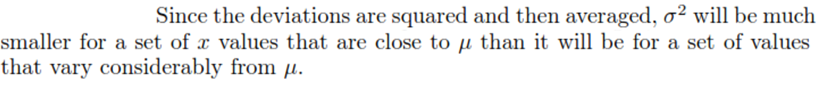 Since the deviations are squared and then averaged, σ² will be much
smaller for a set of x values that are close to μ than it will be for a set of values
that vary considerably from μ.